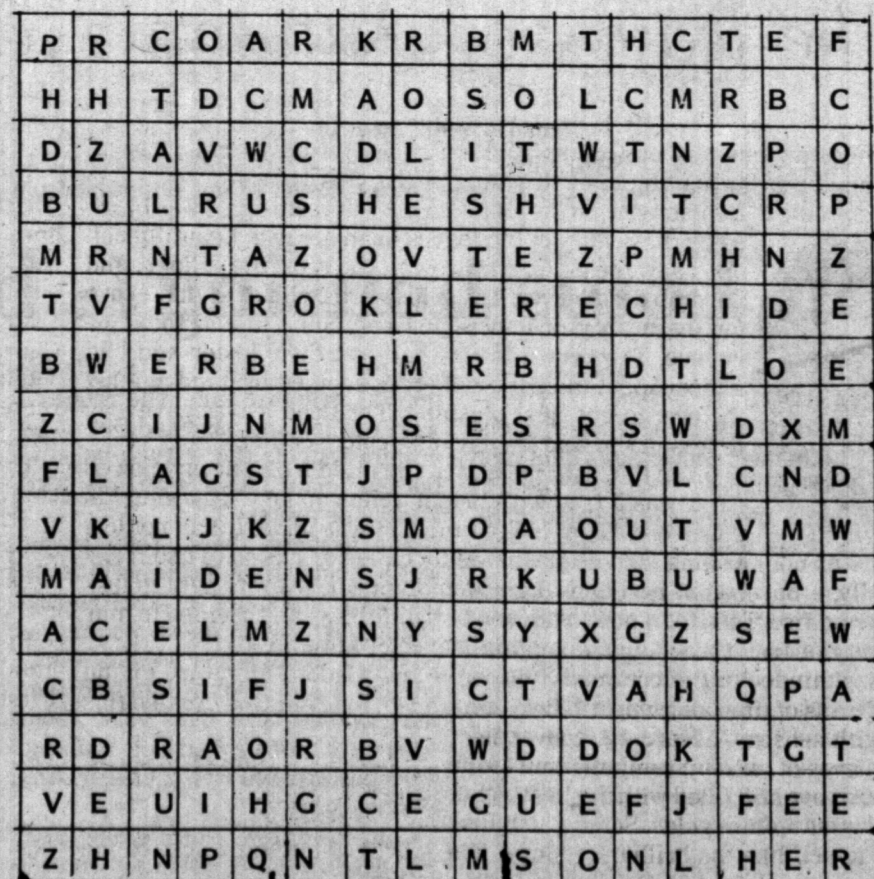 P R C O A R K R B M T H C T E F
H H T D C M A O S O L C M R B C
D Z A V W C D L I T W T N Z P O
B U L R U S H E S H V I T C R P
M R N T A Z O V T E Z P M H N Z
T V F G R O K L E R E C H I D E
B W E R B E H M R B H D T L O E
Z C I J N M O S E S R S W D X M
F L A G S T J P D P B V L C N D
V K L J K Z S M O A O U T V M W
M A I D E N S J R K U B U W A F
A C E L M Z N Y S Y X G Z S E W
C B S I F J S I C T V A H Q P A
R D R A O R B V W D D O K T G T
V E U I H G C E G U E F J F E E
Z H N P Q N T L M S O N L H E R